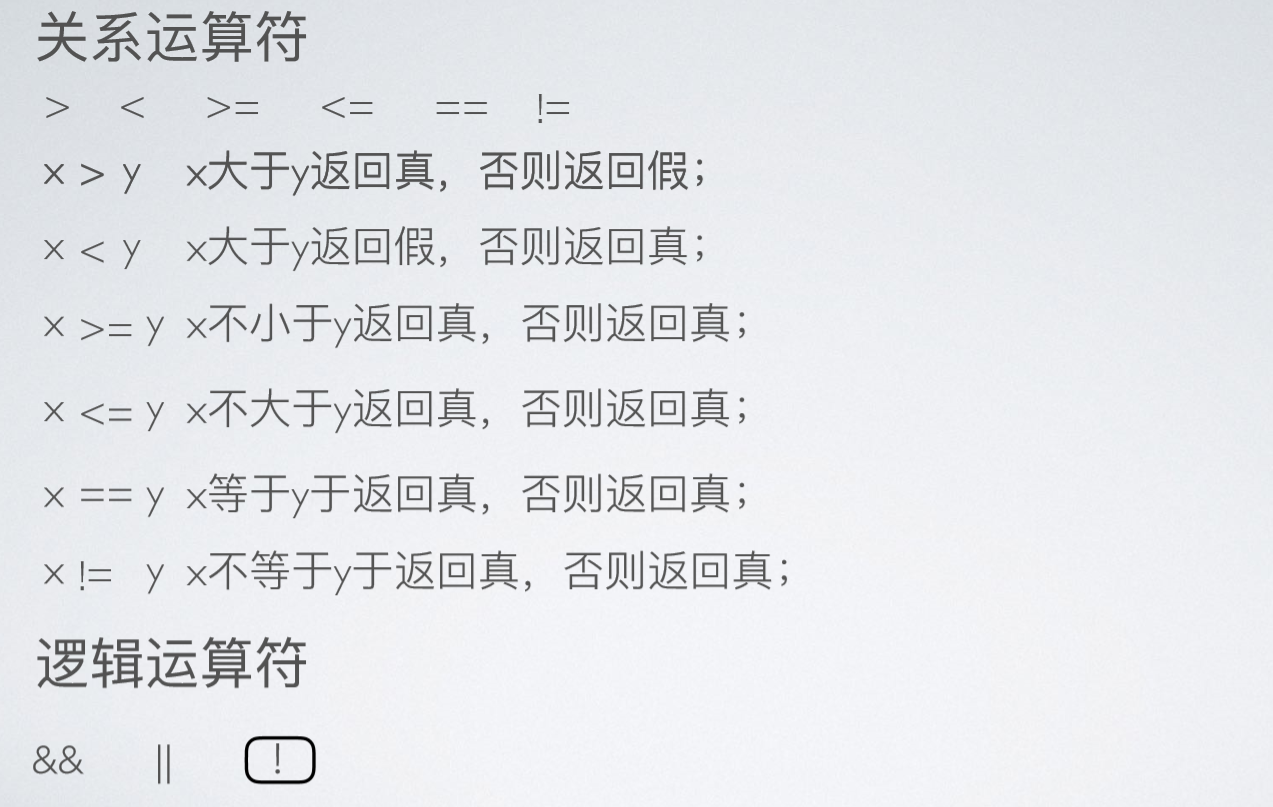 关系运算符
> < >= <= == !=
x > y x大于y返回真，否则返回假；
x < y x大于y返回假，否则返回真；
x >= y x不小于y返回真，否则返回真；
x <= y x不大于y返回真，否则返回真；
x == y x等于y于返回真，否则返回真；
x != y x不等于y于返回真，否则返回真；
逻辑运算符
&& || !